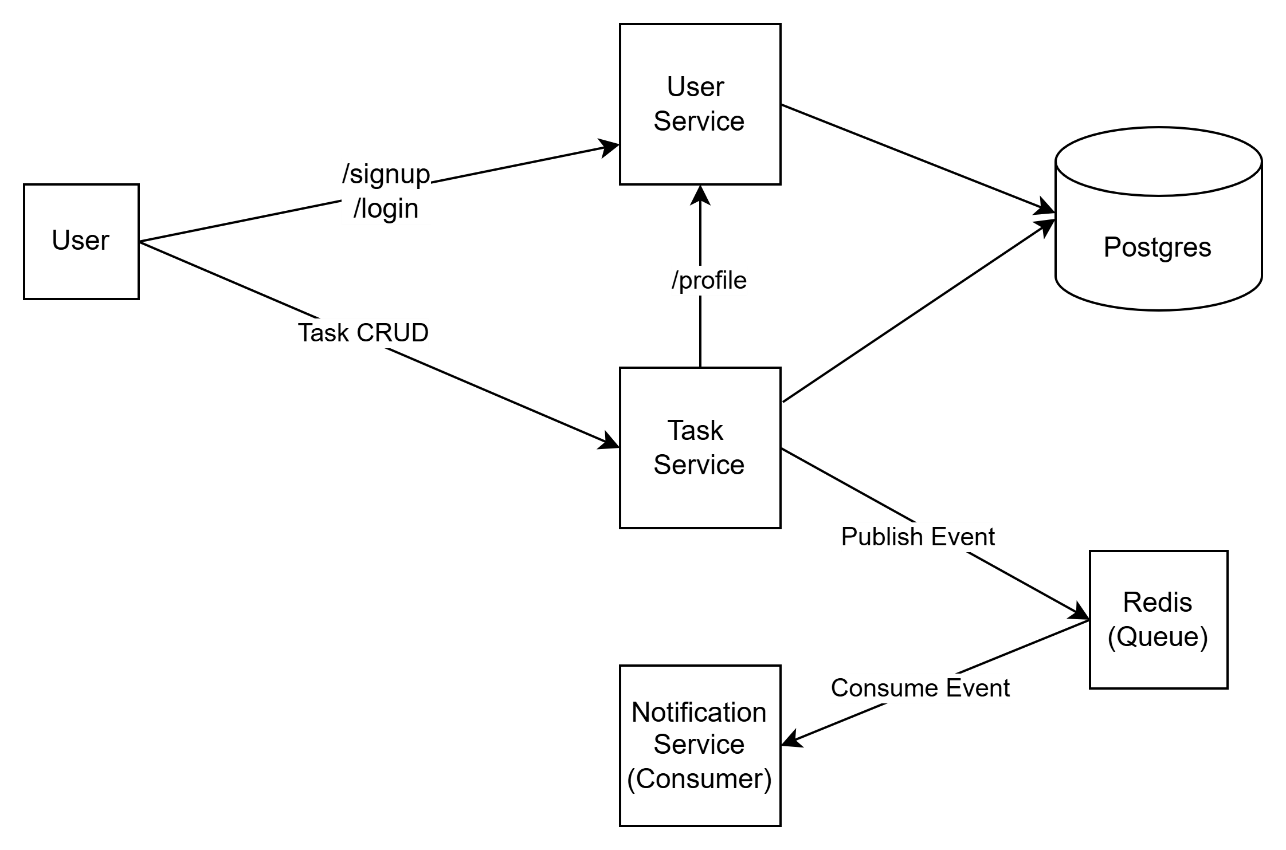 User
Service
/signup
/login
User
Postgres
/profile
Task CRUD
Task
Service
Publish Event
Redis
(Queue)
Consume Event
Notification
Service
(Consumer)